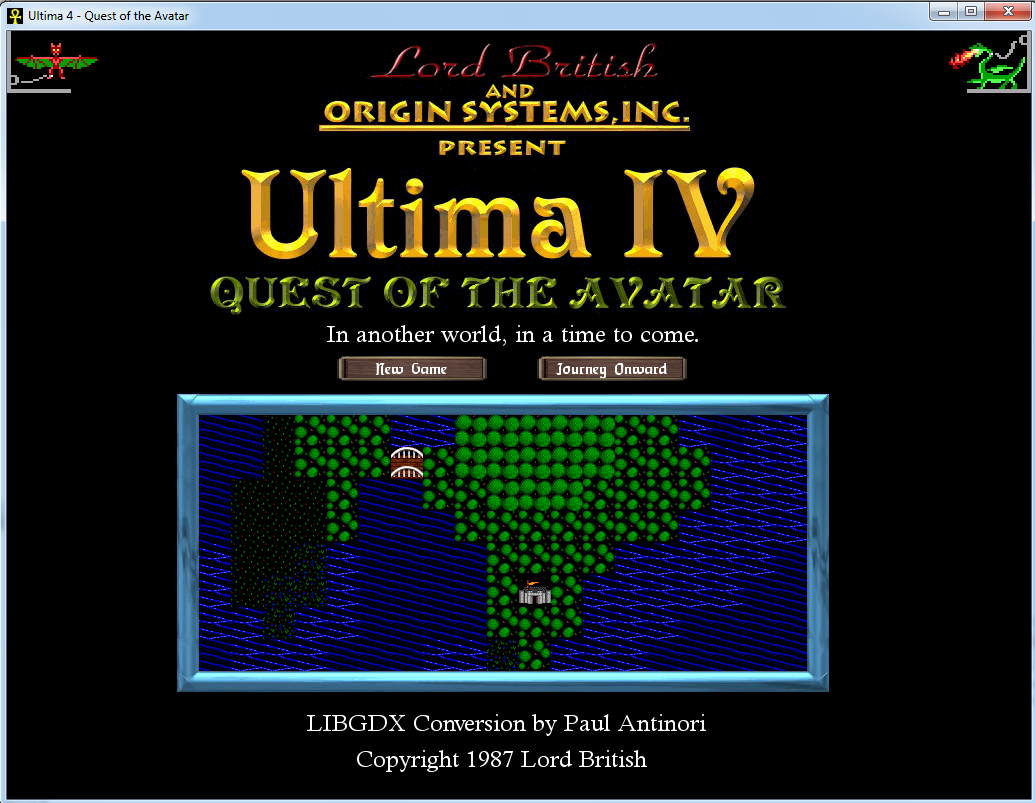 Ultima 4 - Quest of the Avatar
Lord British
AND
ORIGIN SYSTEMS,INC.
PRESENT
Ultima IV
QUEST OF THE AVATAR
In another world, in a time to come.
New Game
Journey Onward
LIBGDX Conversion by Paul Antinori
Copyright 1987 Lord British